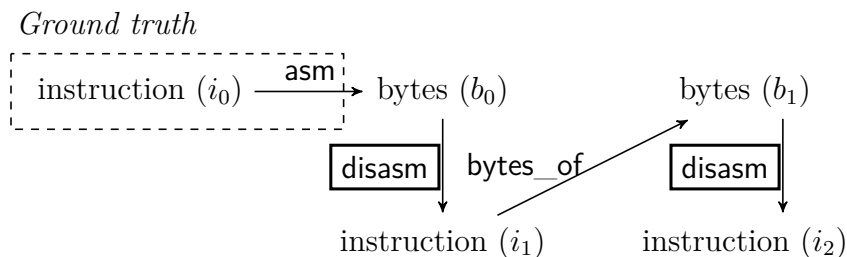 Ground truth
instruction (i₀) asm bytes (b₀) bytes (b₁)
disasm bytes_of disasm
instruction (i₁) instruction (i₂)